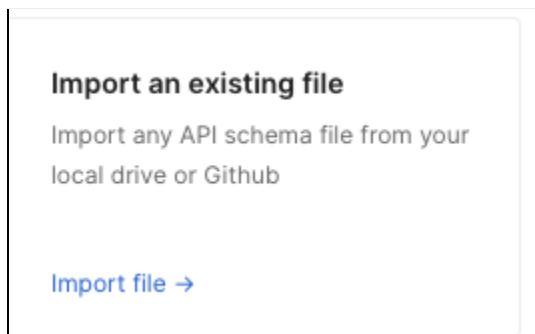 Import an existing file
Import any API schema file from your
local drive or Github
Import file →